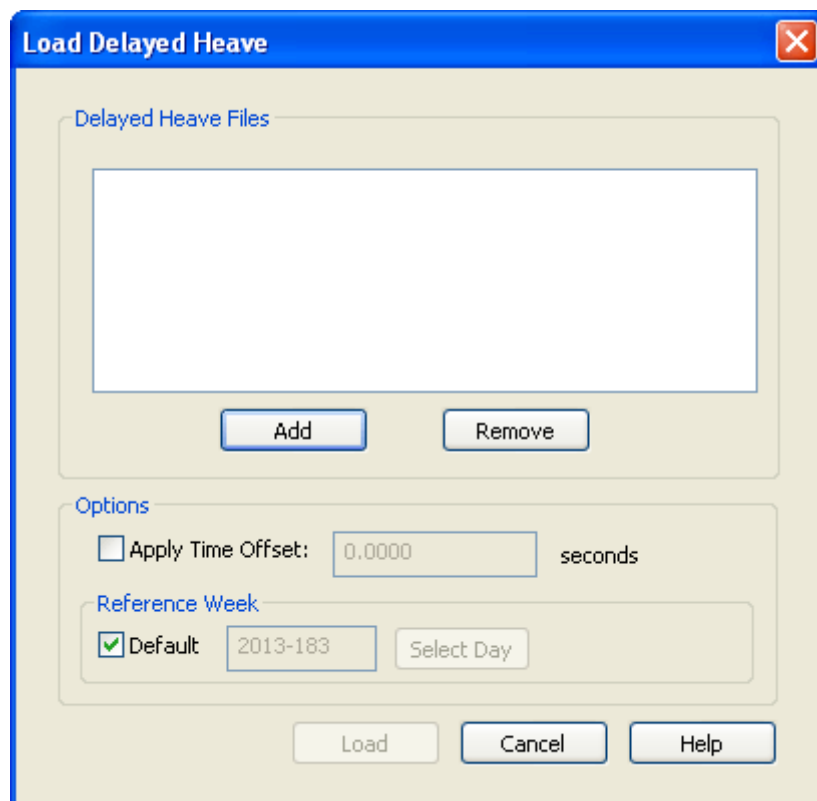 Load Delayed Heave
Delayed Heave Files
Add Remove
Options
Apply Time Offset: 0.0000 seconds
Reference Week
Default 2013-183 Select Day
Load Cancel Help